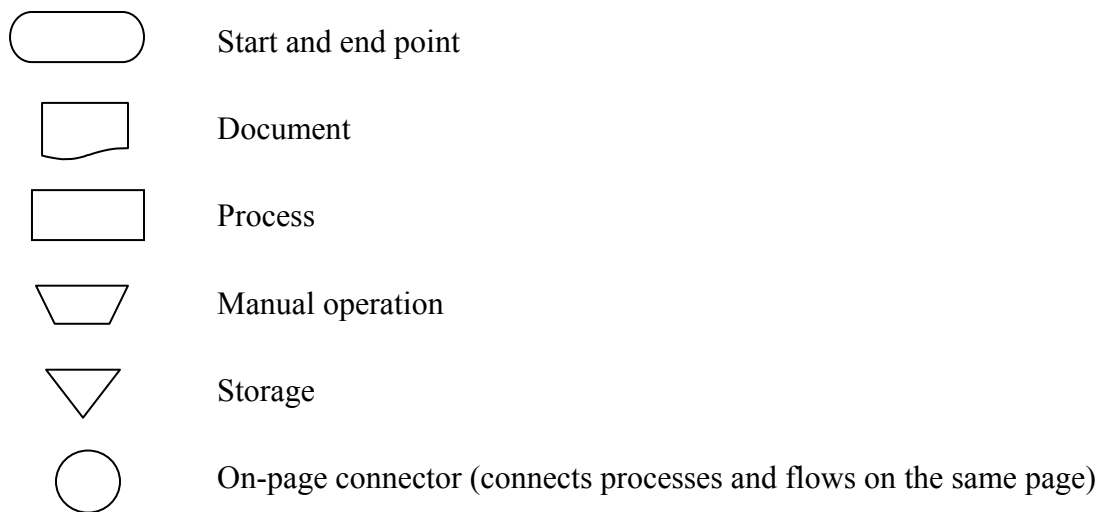 Start and end point
Document
Process
Manual operation
Storage
On-page connector (connects processes and flows on the same page)